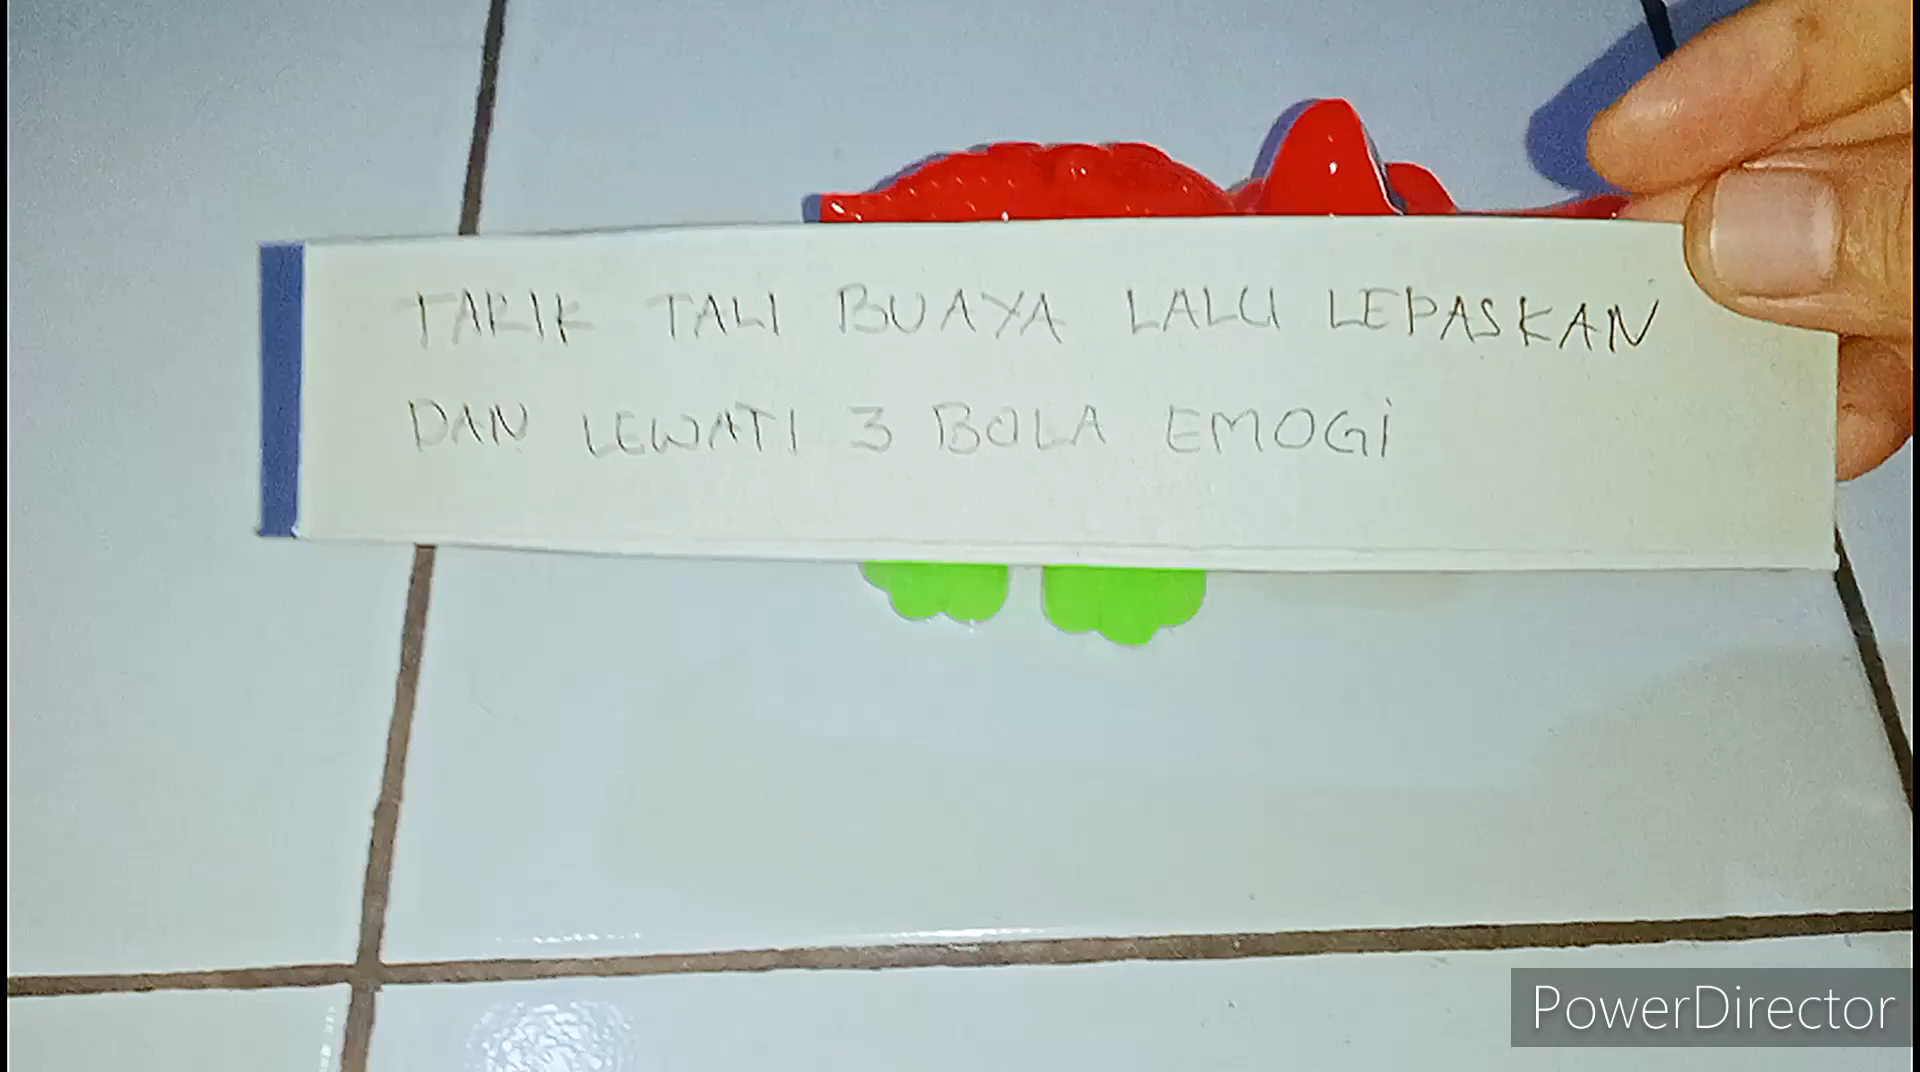 TARIK TALI BUAYA LALU LEPASKAN
DAN LEWATI 3 BOLA EMOGI
PowerDirector